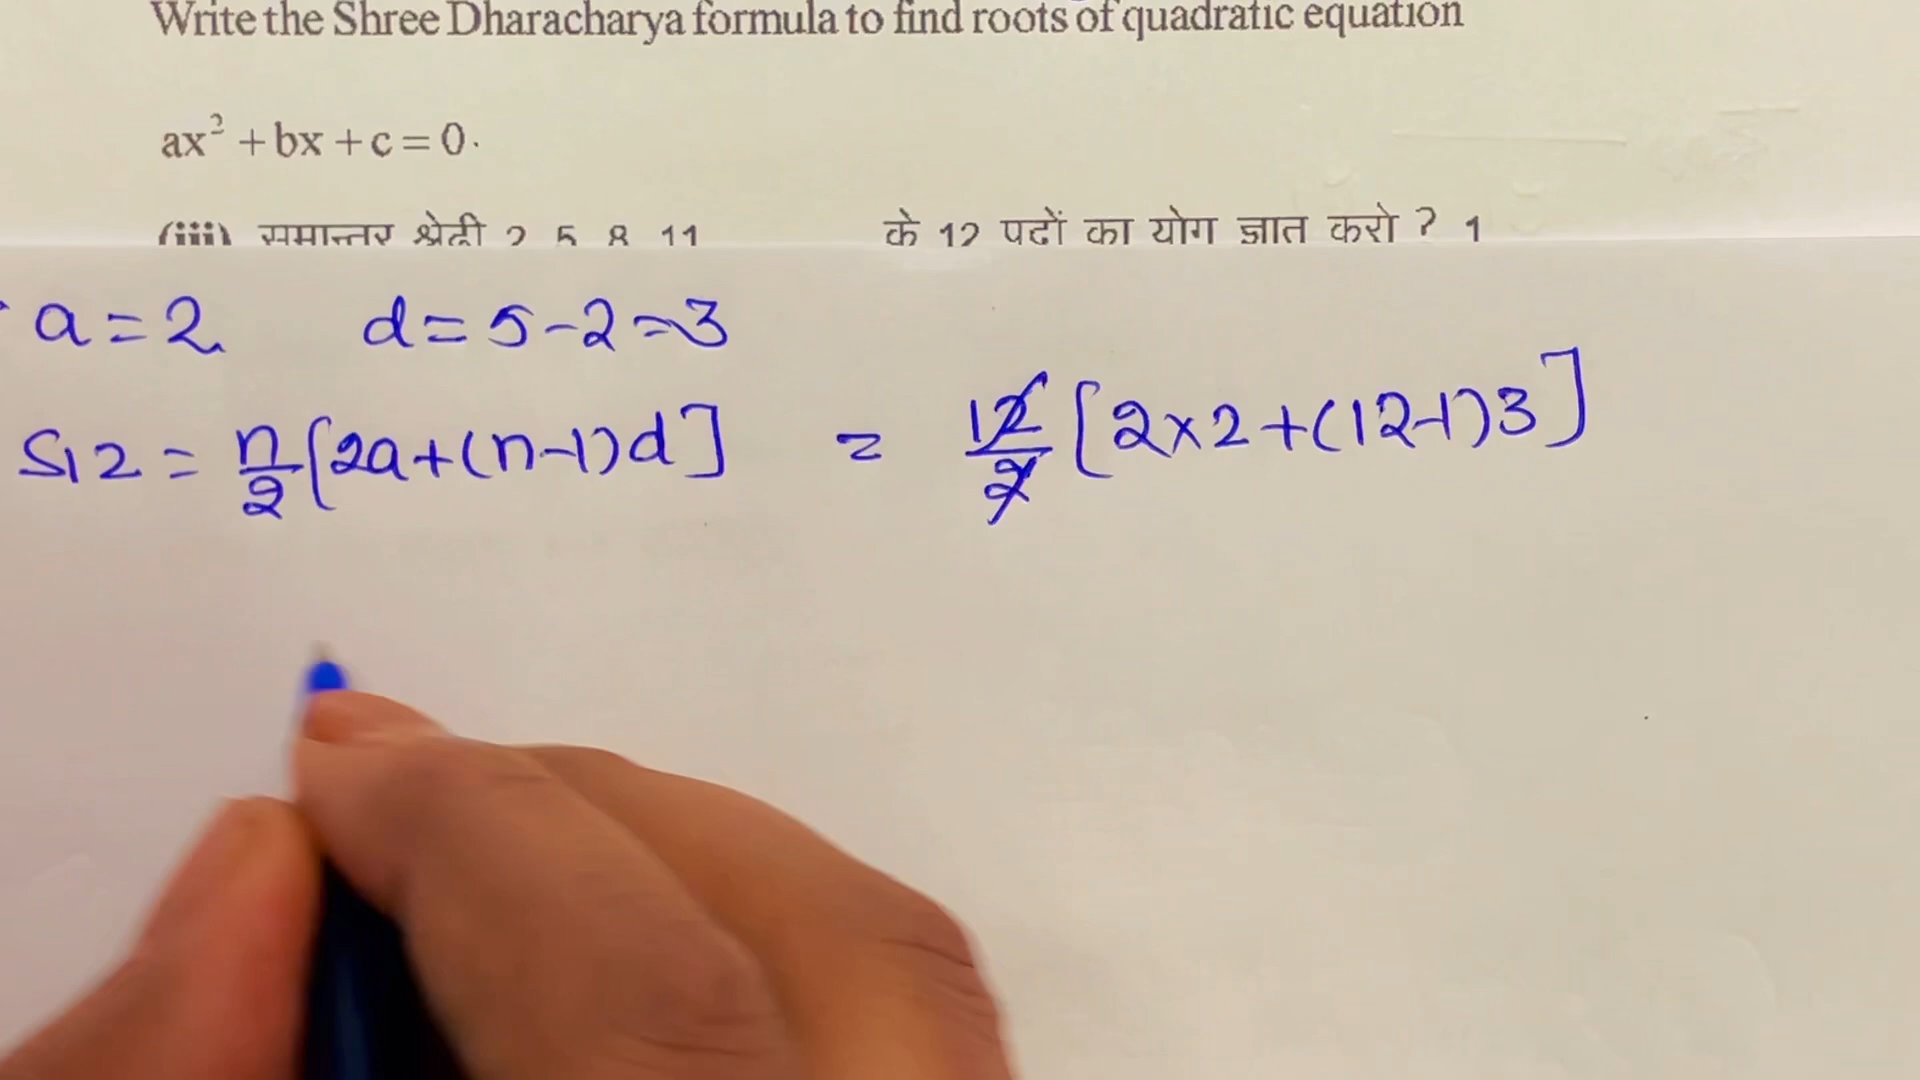 Write the Shree Dharacharya formula to find roots of quadratic equation
ax² + bx + c = 0.
(iii) समान्तर श्रेढी 2 5 8 11 के 12 पदों का योग ज्ञात करो ? 1
a = 2 d = 5 - 2 = 3
S12 = n/2 [2a + (n-1)d] = 12/2 [2×2 + (12-1)3]